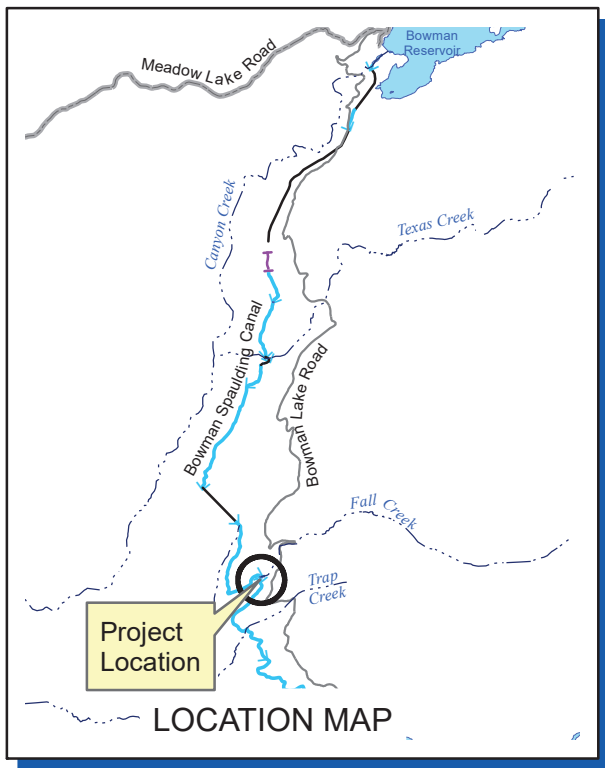 Bowman
Reservoir
Meadow Lake Road
Canyon Creek
Texas Creek
Bowman Spaulding Canal
Bowman Lake Road
Fall Creek
Trap
Creek
Project
Location
LOCATION MAP